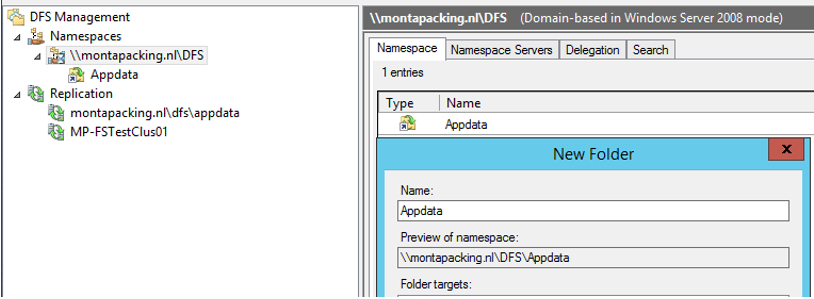 DFS Management
Namespaces
\\montapacking.nl\DFS
Appdata
Replication
montapacking.nl\dfs\appdata
MP-FSTestClus01
\\montapacking.nl\DFS (Domain-based in Windows Server 2008 mode)
Namespace Namespace Servers Delegation Search
1 entries
Type Name
Appdata
New Folder
x
Name:
Appdata
Preview of namespace:
\\montapacking.nl\DFS\Appdata
Folder targets: